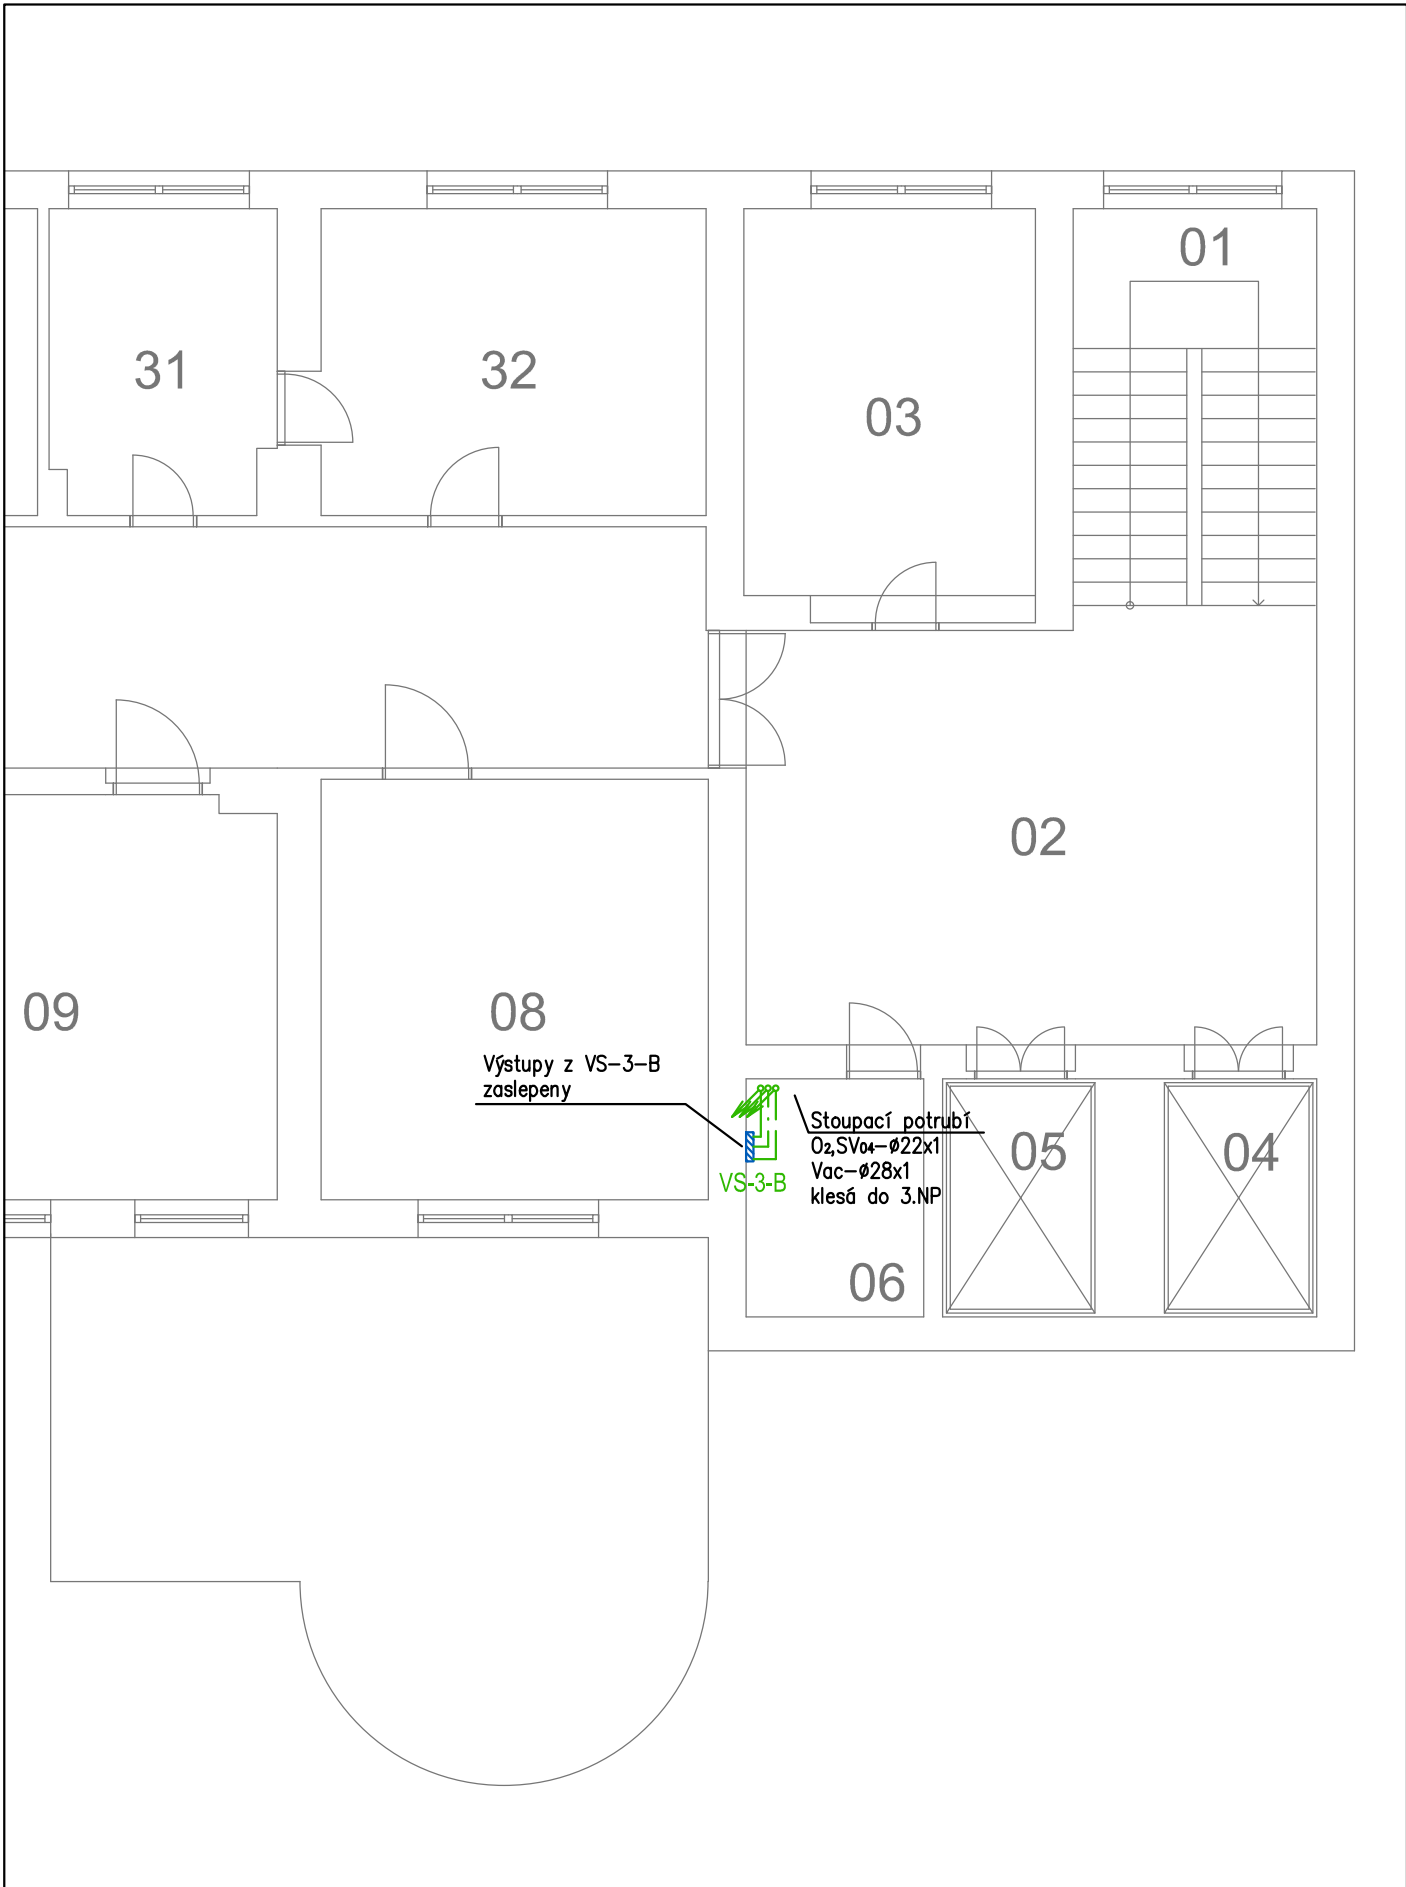 01
31
32
03
02
09
08
Výstupy z VS-3-B
zaslepeny
Stoupací potrubí
O₂,SV₀₄-Ø22x1
Vac-Ø28x1
klesá do 3.NP
VS-3-B
05
04
06